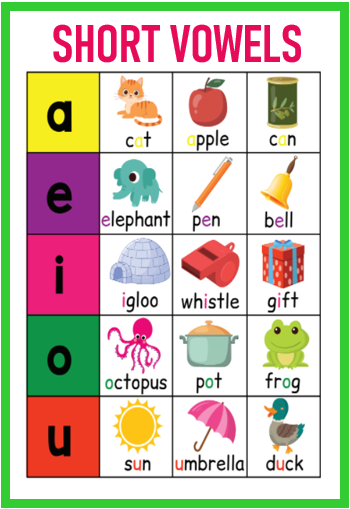 SHORT VOWELS
a
cat apple can
e
elephant pen bell
i
igloo whistle gift
o
octopus pot frog
u
sun umbrella duck